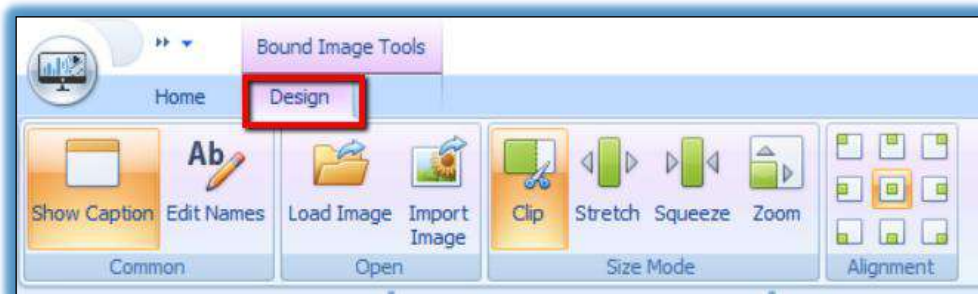 Bound Image Tools
Home Design
Ab
Show Caption Edit Names Load Image Import Image Clip Stretch Squeeze Zoom
Common Open Size Mode Alignment